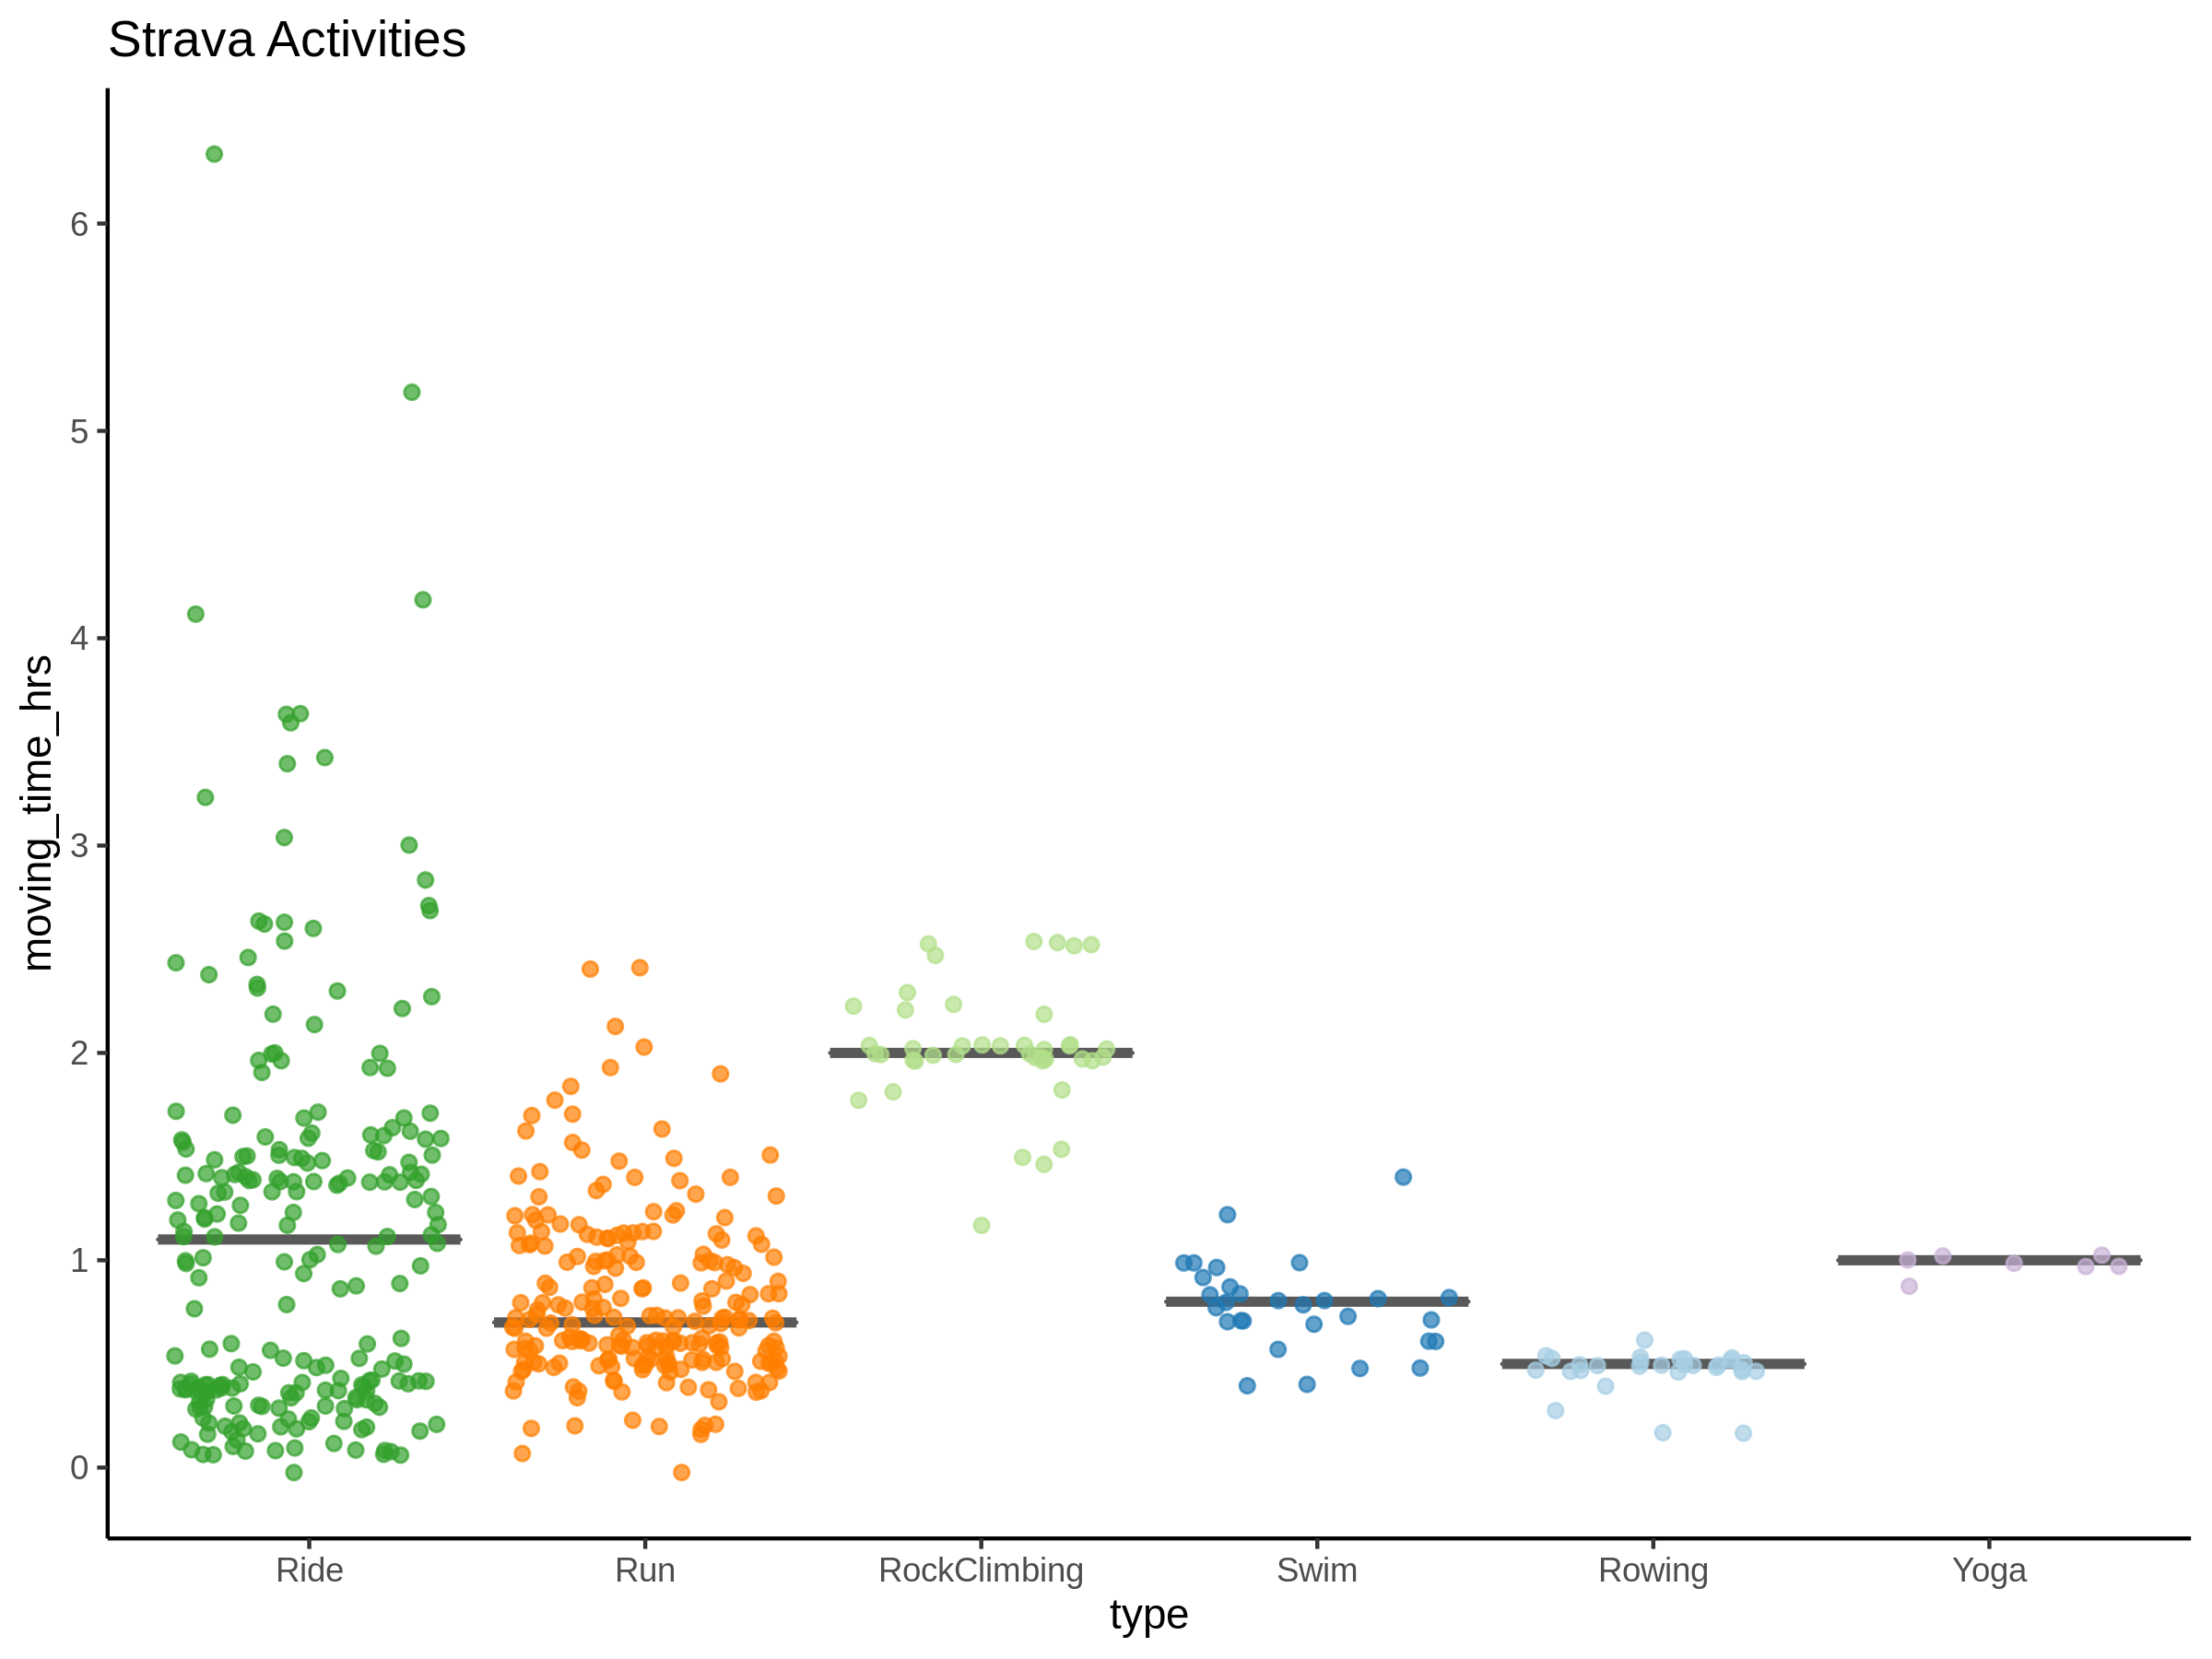 Strava Activities
moving_time_hrs
6
5
4
3
2
1
0
Ride Run RockClimbing Swim Rowing Yoga
type